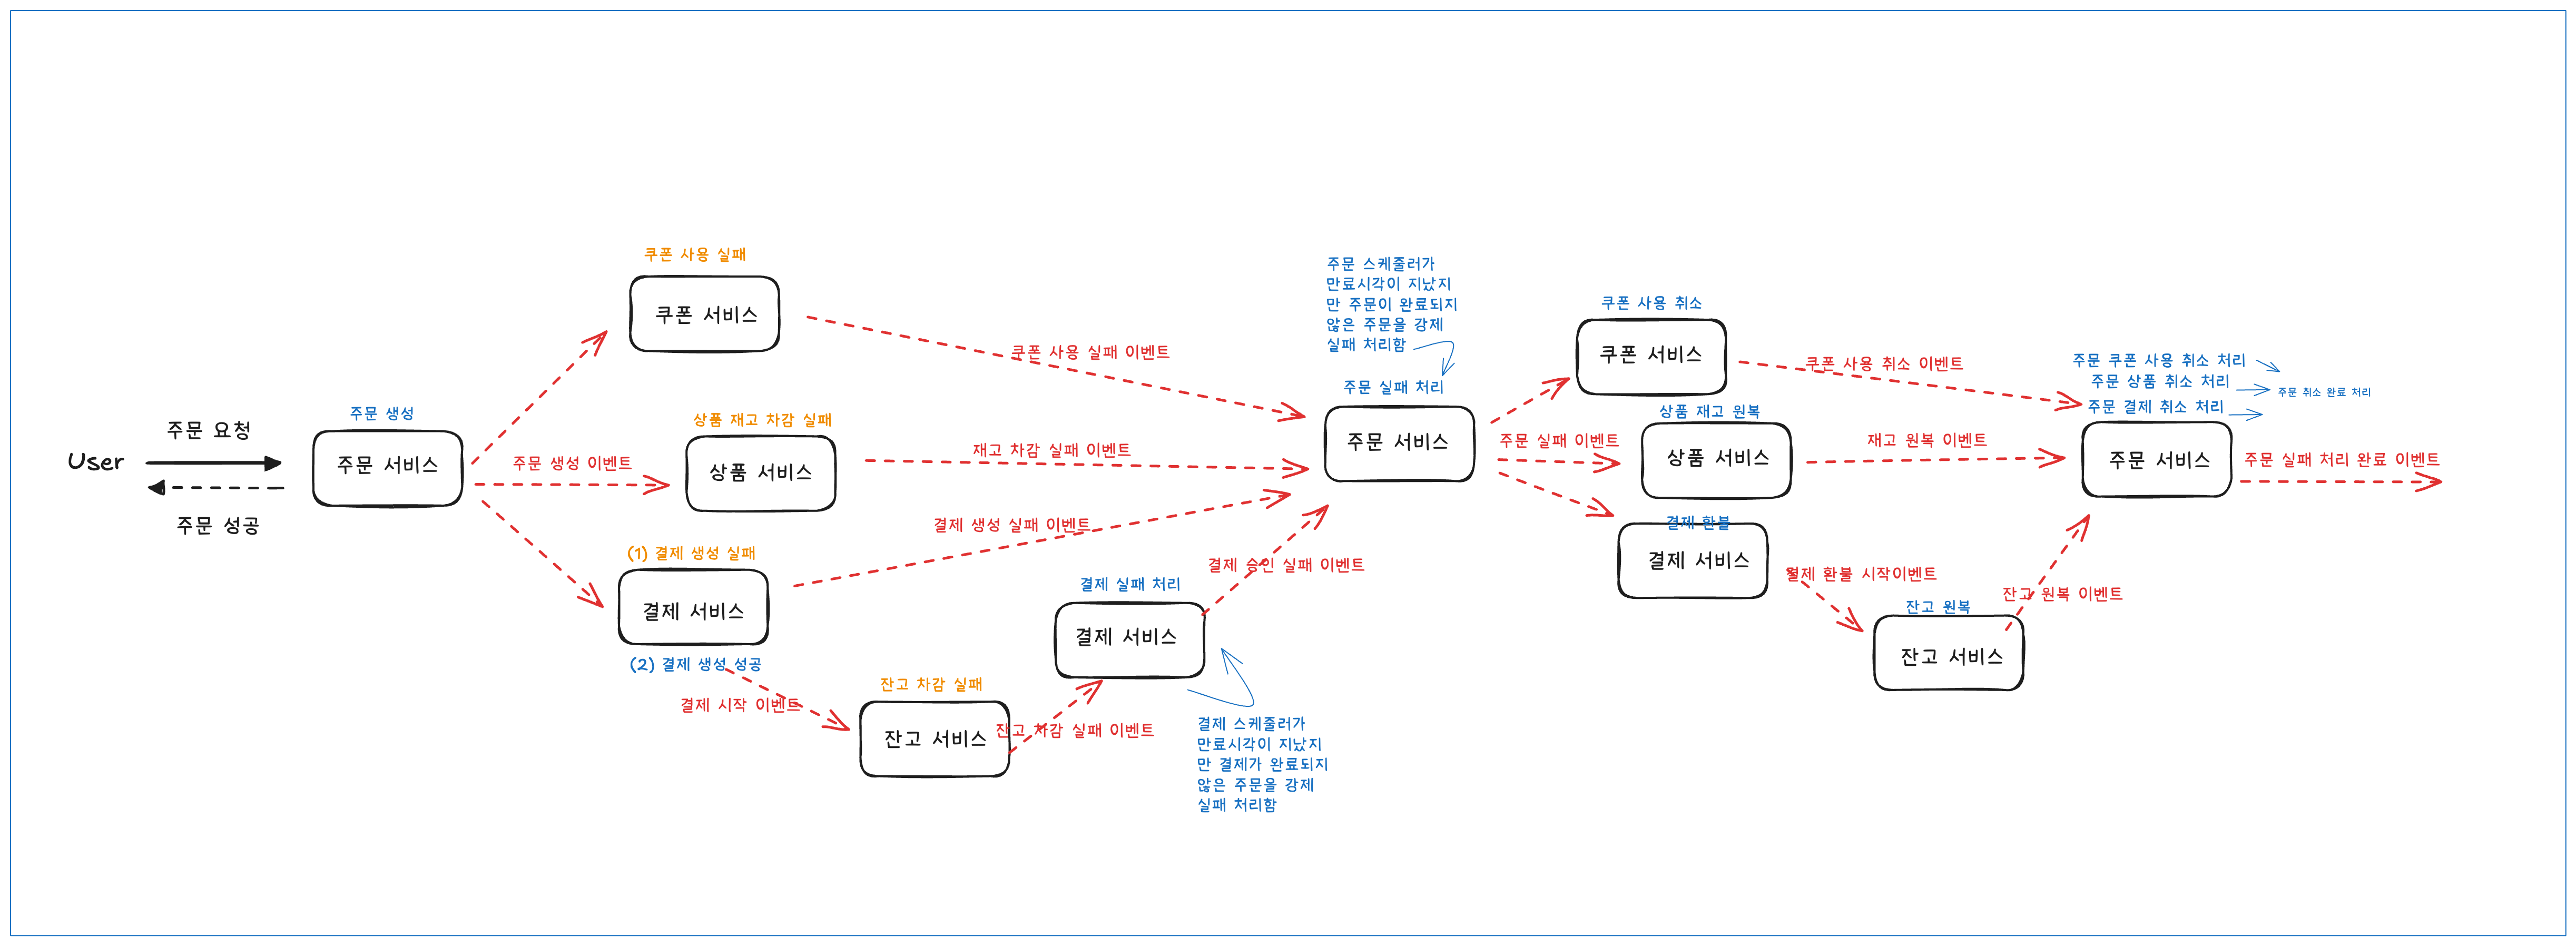 User
주문 요청
주문 성공
주문 생성
주문 서비스
주문 생성 이벤트
쿠폰 사용 실패
쿠폰 서비스
상품 재고 차감 실패
상품 서비스
(1) 결제 생성 실패
결제 서비스
(2) 결제 생성 성공
결제 시작 이벤트
잔고 차감 실패
잔고 서비스
잔고 차감 실패 이벤트
쿠폰 사용 실패 이벤트
재고 차감 실패 이벤트
결제 생성 실패 이벤트
결제 실패 처리
결제 서비스
결제 승인 실패 이벤트
결제 스케줄러가
만료시각이 지났지
만 결제가 완료되지
않은 주문을 강제
실패 처리함
주문 스케줄러가
만료시각이 지났지
만 주문이 완료되지
않은 주문을 강제
실패 처리함
주문 실패 처리
주문 서비스
주문 실패 이벤트
쿠폰 사용 취소
쿠폰 서비스
상품 재고 원복
상품 서비스
결제 환불
결제 서비스
쿠폰 사용 취소 이벤트
재고 원복 이벤트
결제 환불 시작이벤트
잔고 원복
잔고 서비스
잔고 원복 이벤트
주문 쿠폰 사용 취소 처리
주문 상품 취소 처리
주문 결제 취소 처리
주문 취소 완료 처리
주문 서비스
주문 실패 처리 완료 이벤트